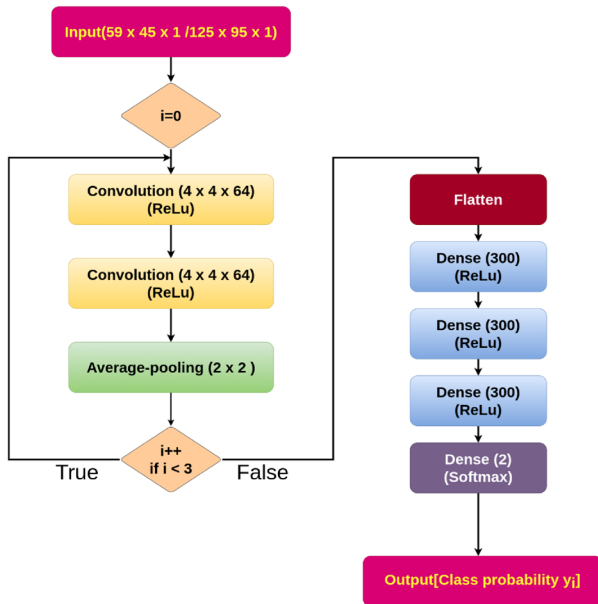 Input(59 x 45 x 1 /125 x 95 x 1)
i=0
Convolution (4 x 4 x 64)
(ReLu)
Convolution (4 x 4 x 64)
(ReLu)
Average-pooling (2 x 2 )
i++
if i < 3
True
False
Flatten
Dense (300)
(ReLu)
Dense (300)
(ReLu)
Dense (300)
(ReLu)
Dense (2)
(Softmax)
Output[Class probability yᵢ]